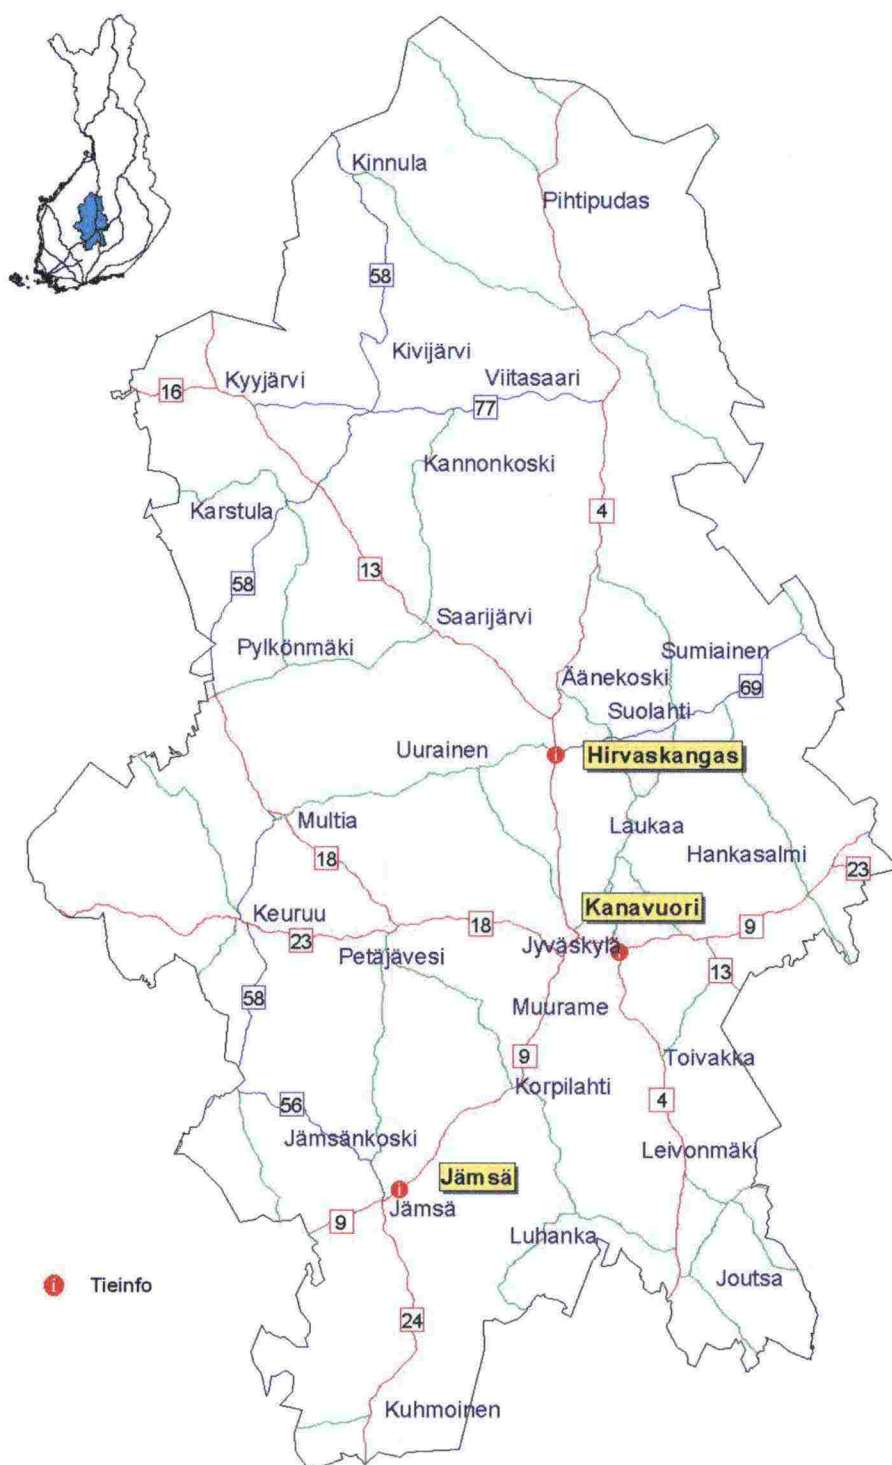 Kinnula
Pihtipudas
58
Kivijärvi
Viitasaari
Kyyjärvi
16
77
Kannonkoski
Karstula
4
13
58
Saarijärvi
Pylkönmäki
Sumiainen
Äänekoski
69
Suolahti
Uurainen
Hirvaskangas
Multia
Laukaa
18
Hankasalmi
23
Kanavuori
Keuruu
23
18
9
Petäjävesi
Jyväskylä
13
58
Muurame
9
Toivakka
Korpilahti
56
4
Jämsänkoski
Leivonmäki
Jämsä
Jämsä
9
Luhanka
Joutsa
i Tieinfo
24
Kuhmoinen